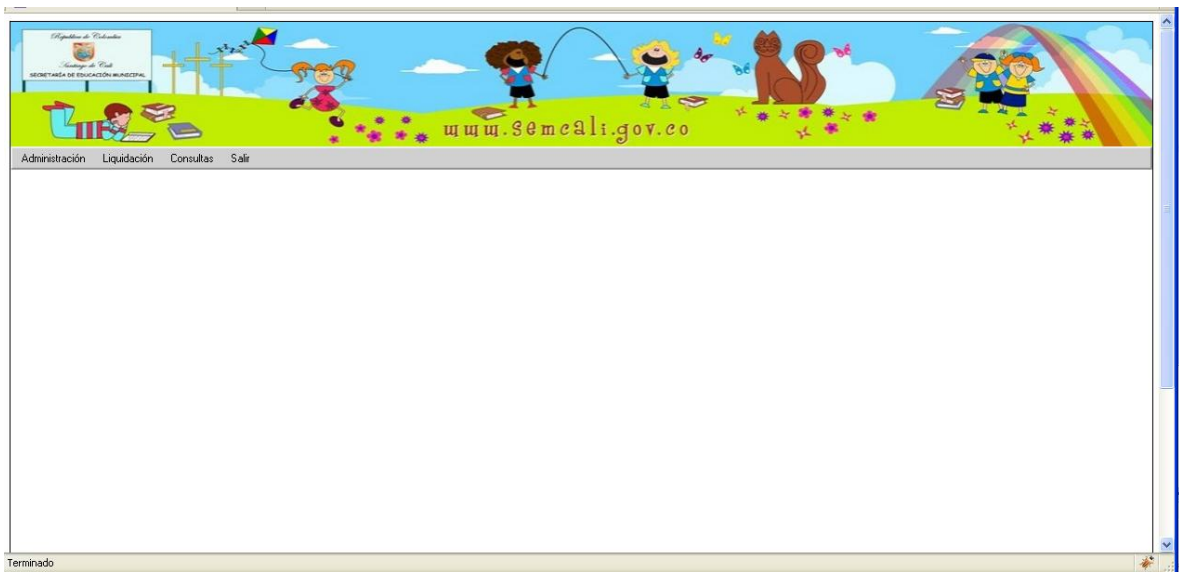 República de Colombia
Santiago de Cali
SECRETARÍA DE EDUCACIÓN MUNICIPAL
www.semcali.gov.co
Administración Liquidación Consultas Salir
Terminado